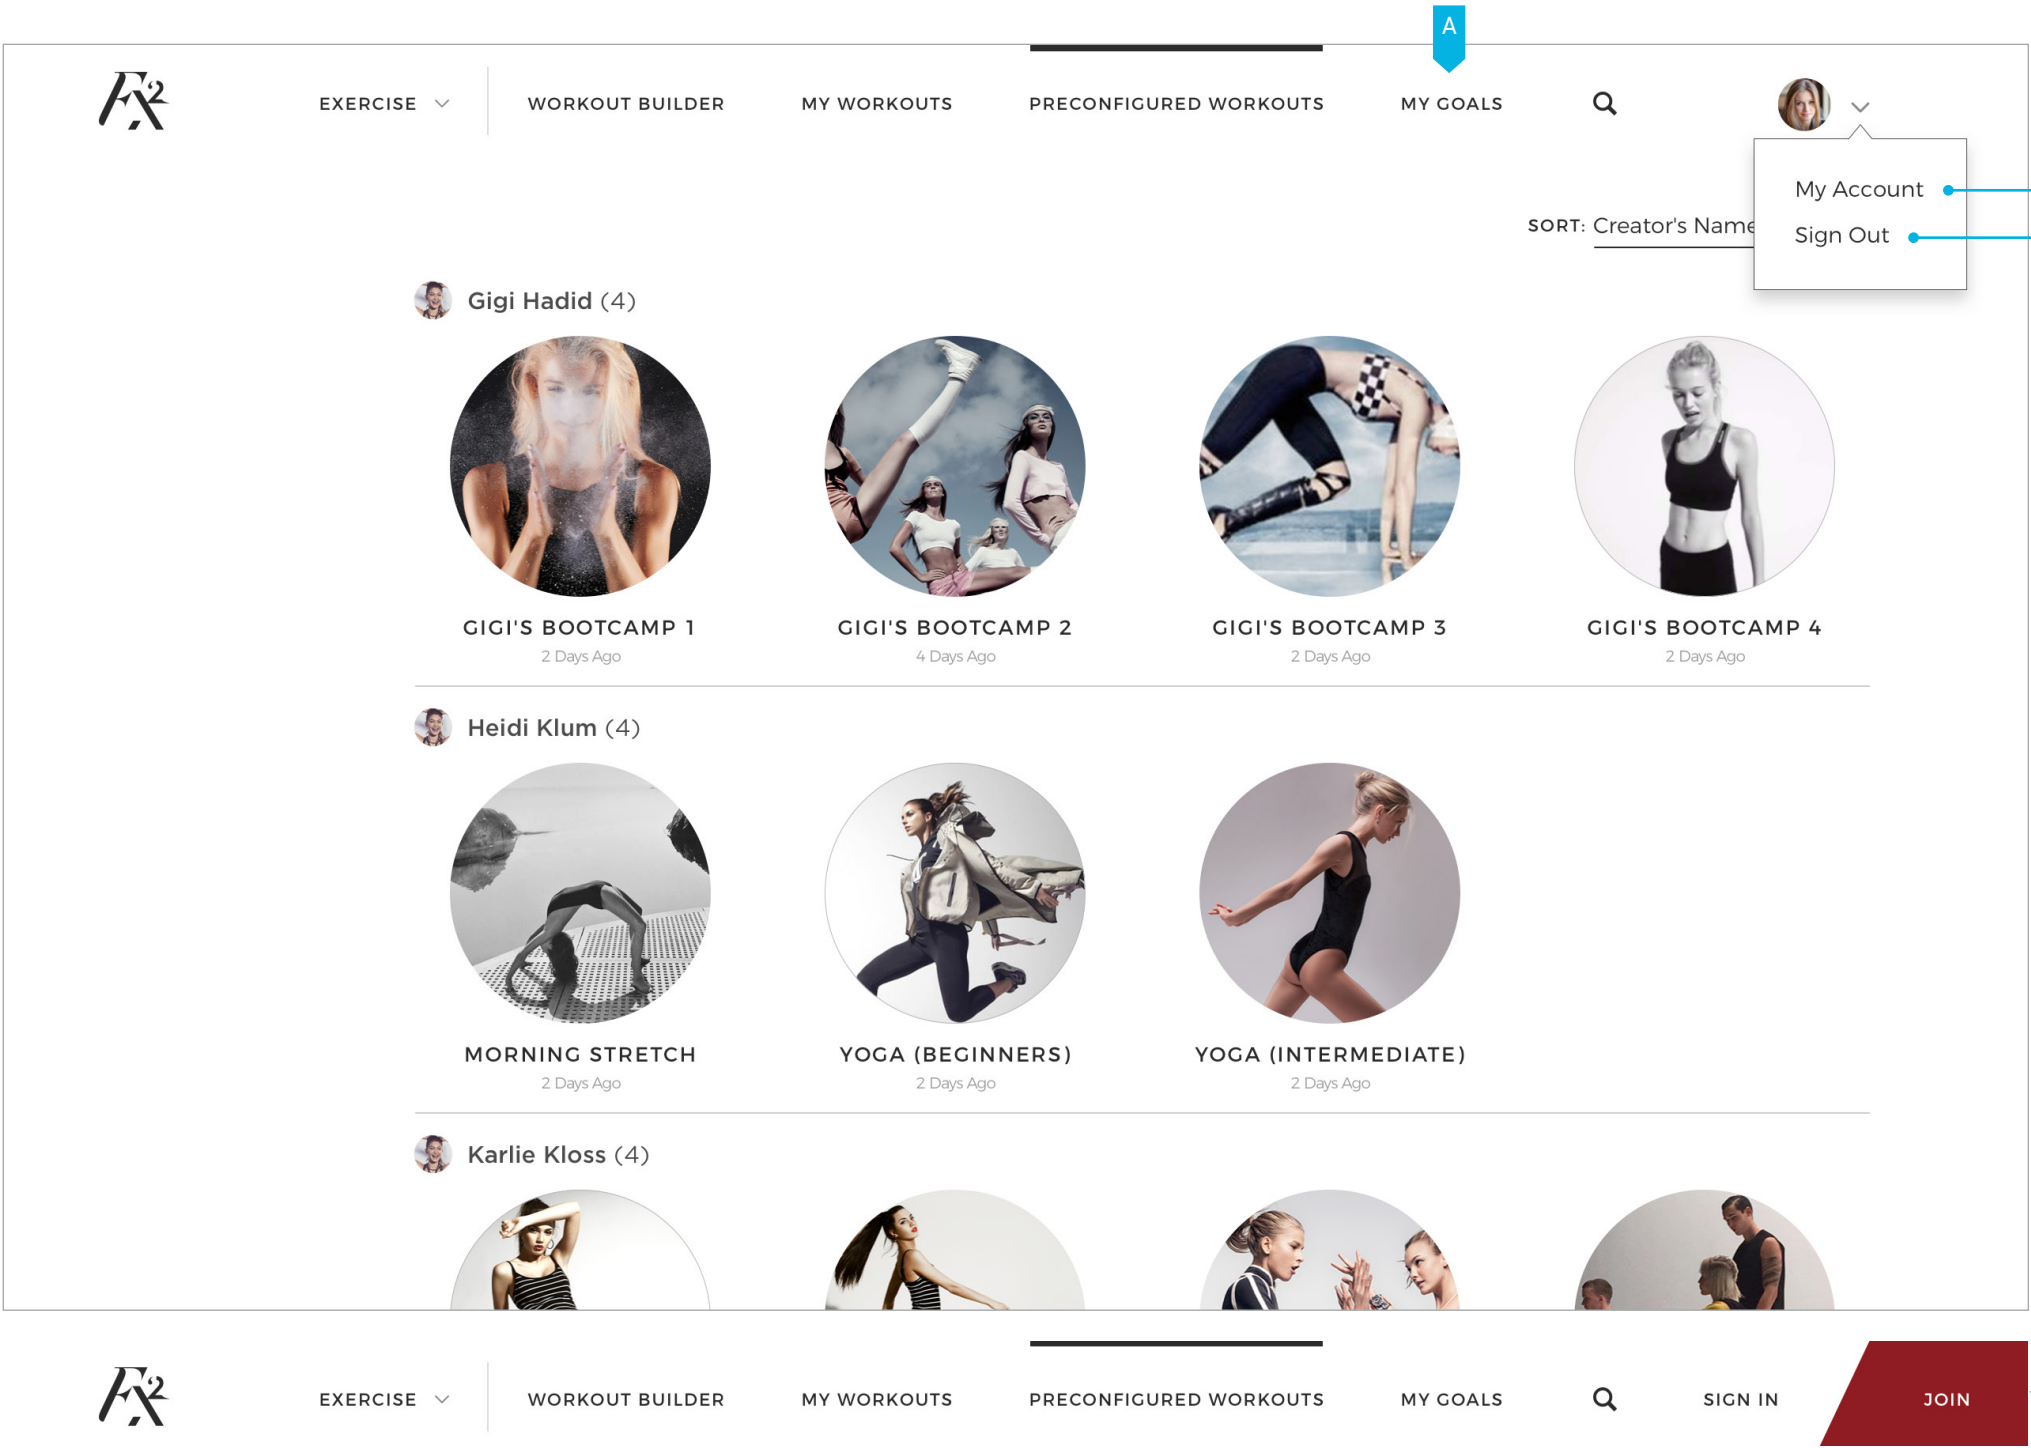 A
EXERCISE WORKOUT BUILDER MY WORKOUTS PRECONFIGURED WORKOUTS MY GOALS
My Account
SORT: Creator's Name
Sign Out
Gigi Hadid (4)
GIGI'S BOOTCAMP 1 GIGI'S BOOTCAMP 2 GIGI'S BOOTCAMP 3 GIGI'S BOOTCAMP 4
2 Days Ago 4 Days Ago 2 Days Ago 2 Days Ago
Heidi Klum (4)
MORNING STRETCH YOGA (BEGINNERS) YOGA (INTERMEDIATE)
2 Days Ago 2 Days Ago 2 Days Ago
Karlie Kloss (4)
EXERCISE WORKOUT BUILDER MY WORKOUTS PRECONFIGURED WORKOUTS MY GOALS SIGN IN JOIN